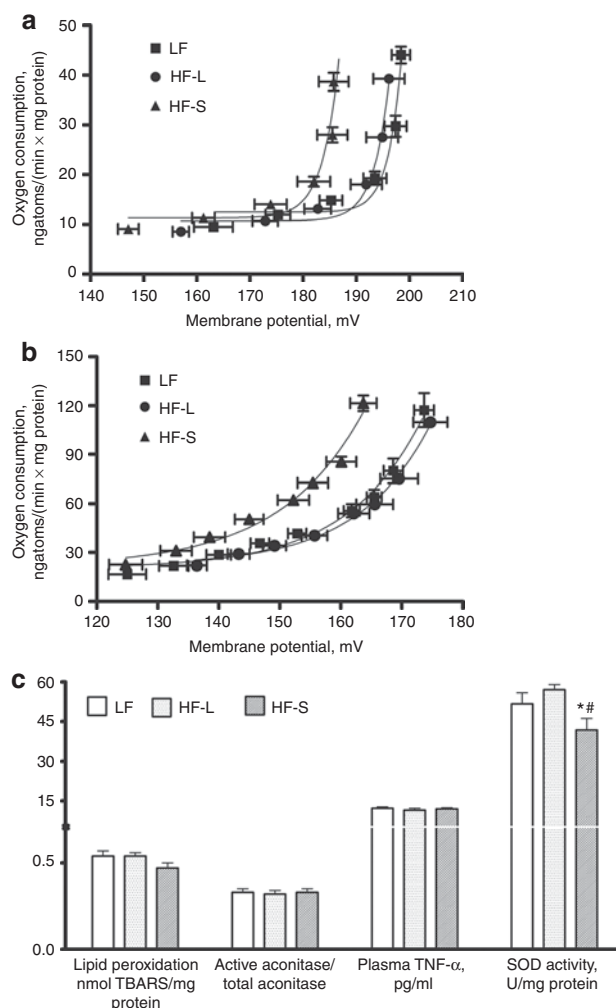 a
LF
HF-L
HF-S
Oxygen consumption,
ngatoms/(min × mg protein)
50
40
30
20
10
0
140 150 160 170 180 190 200 210
Membrane potential, mV
b
LF
HF-L
HF-S
Oxygen consumption,
ngatoms/(min × mg protein)
150
120
90
60
30
0
120 130 140 150 160 170 180
Membrane potential, mV
c
60
45
30
15
0.5
0.0
LF HF-L HF-S
*#
Lipid peroxidation
nmol TBARS/mg
protein
Active aconitase/
total aconitase
Plasma TNF-α,
pg/ml
SOD activity,
U/mg protein